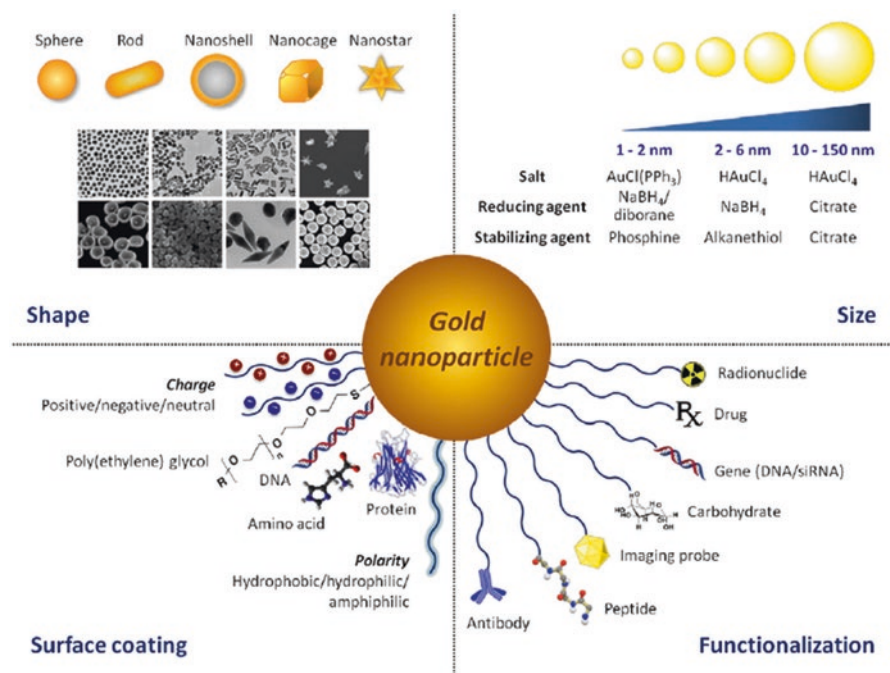 Sphere Rod Nanoshell Nanocage Nanostar
Shape
1 - 2 nm 2 - 6 nm 10 - 150 nm
Salt AuCl(PPh₃) HAuCl₄ HAuCl₄
Reducing agent NaBH₄/ diborane NaBH₄ Citrate
Stabilizing agent Phosphine Alkanethiol Citrate
Size
Gold
nanoparticle
Charge
Positive/negative/neutral
Poly(ethylene) glycol
R O n O O S
DNA
Amino acid
Protein
Polarity
Hydrophobic/hydrophilic/
amphiphilic
Surface coating
Radionuclide
Rx Drug
Gene (DNA/siRNA)
Carbohydrate
Imaging probe
Peptide
Antibody
Functionalization